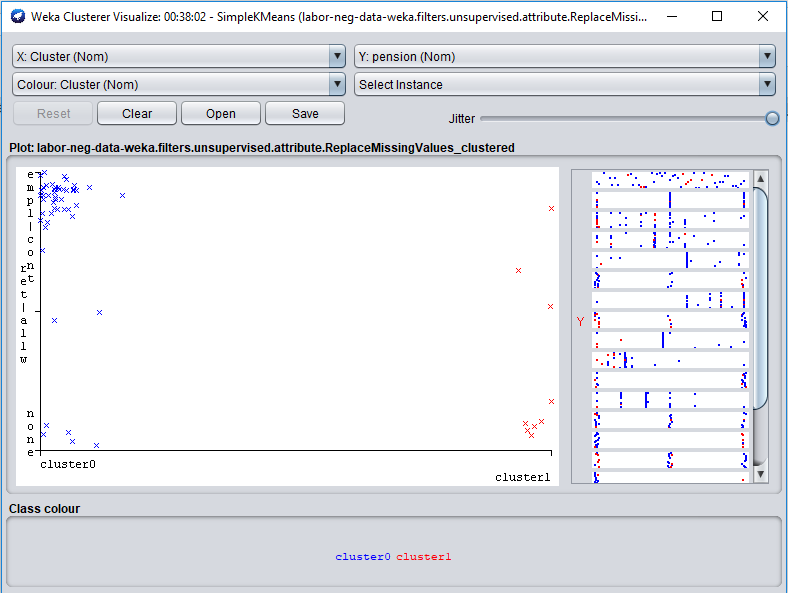 Weka Clusterer Visualize: 00:38:02 - SimpleKMeans (labor-neg-data-weka.filters.unsupervised.attribute.ReplaceMissi...
X: Cluster (Nom)
Y: pension (Nom)
Colour: Cluster (Nom)
Select Instance
Reset
Clear
Open
Save
Jitter
Plot: labor-neg-data-weka.filters.unsupervised.attribute.ReplaceMissingValues_clustered
empl_cont
ret_allw
none
cluster0
cluster1
Y
Class colour
cluster0 cluster1